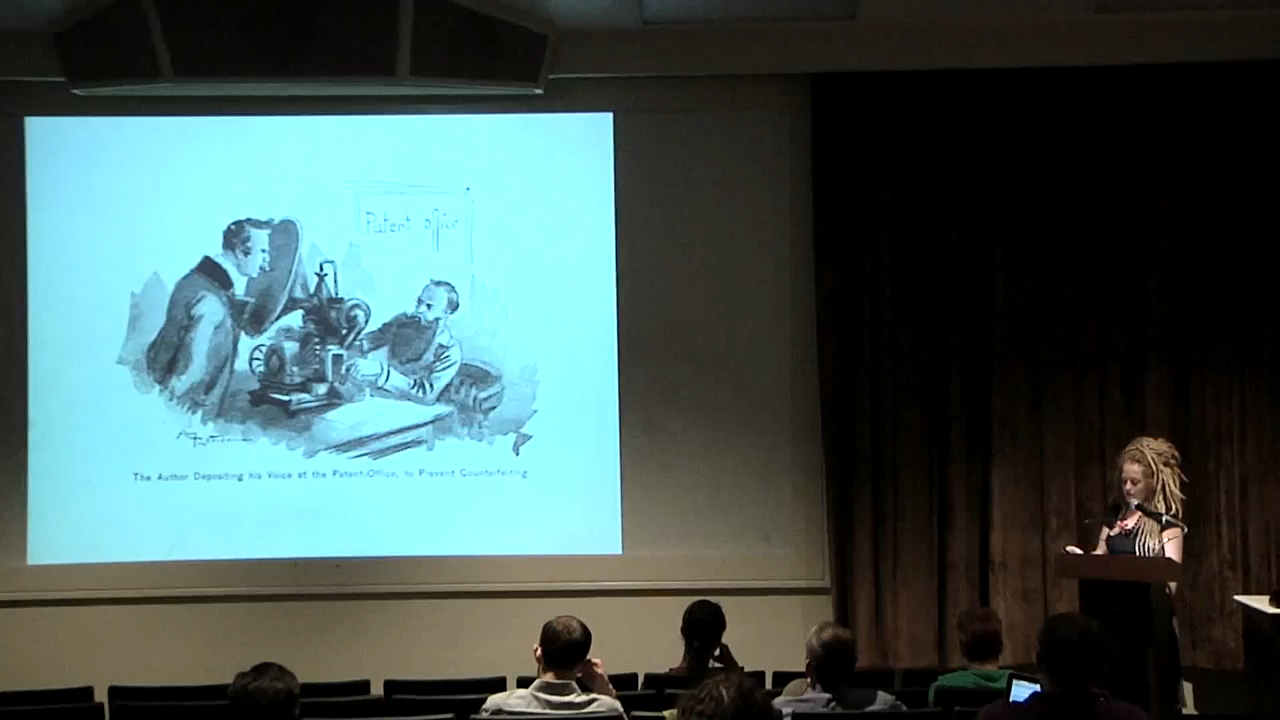 Patent office
The Author Depositing his Voice at the Patent-Office, to Prevent Counterfeiting